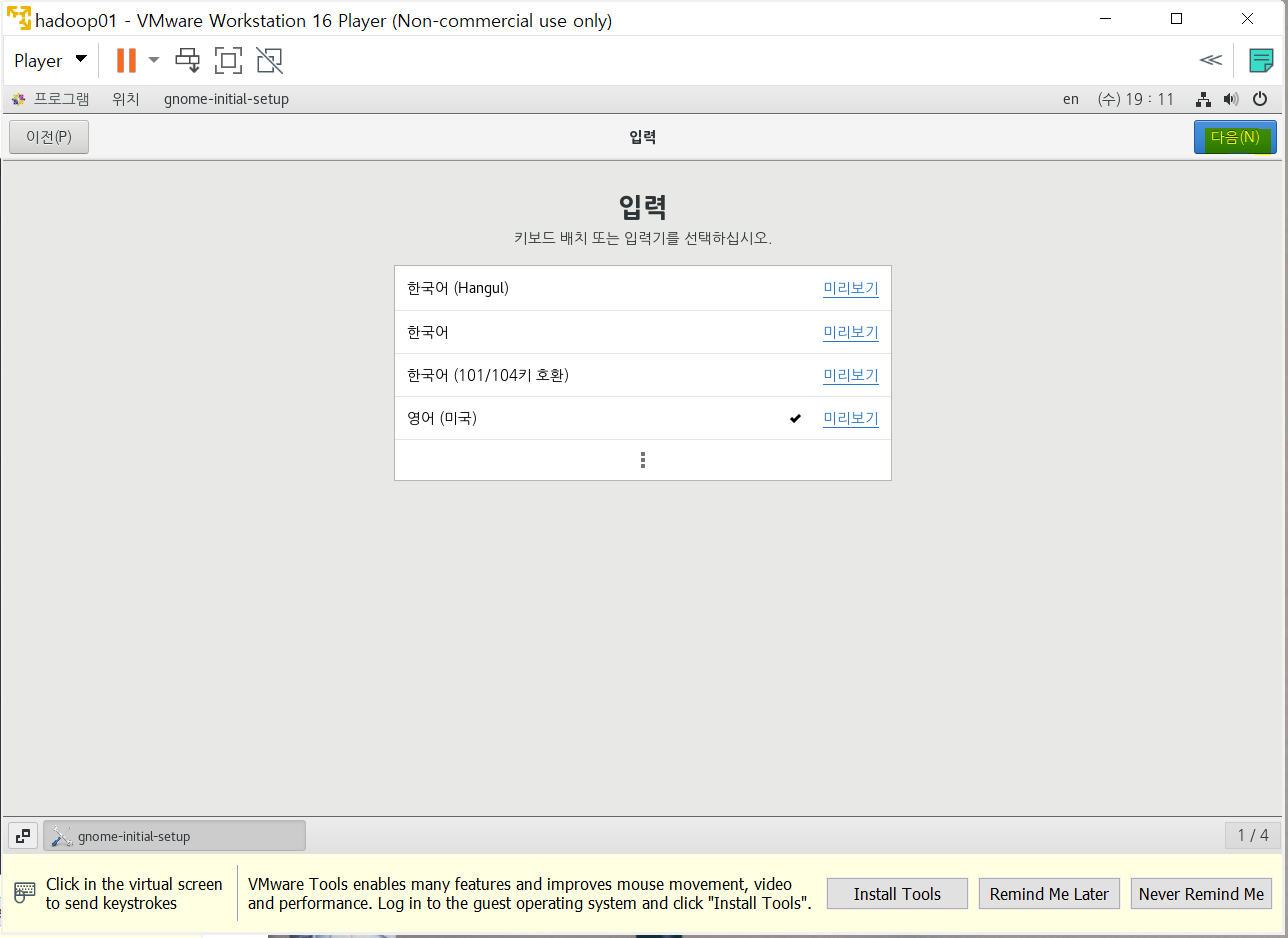 hadoop01 - VMware Workstation 16 Player (Non-commercial use only)
Player
프로그램 위치 gnome-initial-setup en (수) 19 : 11
이전(P) 입력 다음(N)
입력
키보드 배치 또는 입력기를 선택하십시오.
한국어 (Hangul) 미리보기
한국어 미리보기
한국어 (101/104키 호환) 미리보기
영어 (미국) 미리보기
gnome-initial-setup 1 / 4
Click in the virtual screen
to send keystrokes
VMware Tools enables many features and improves mouse movement, video
and performance. Log in to the guest operating system and click "Install Tools".
Install Tools Remind Me Later Never Remind Me